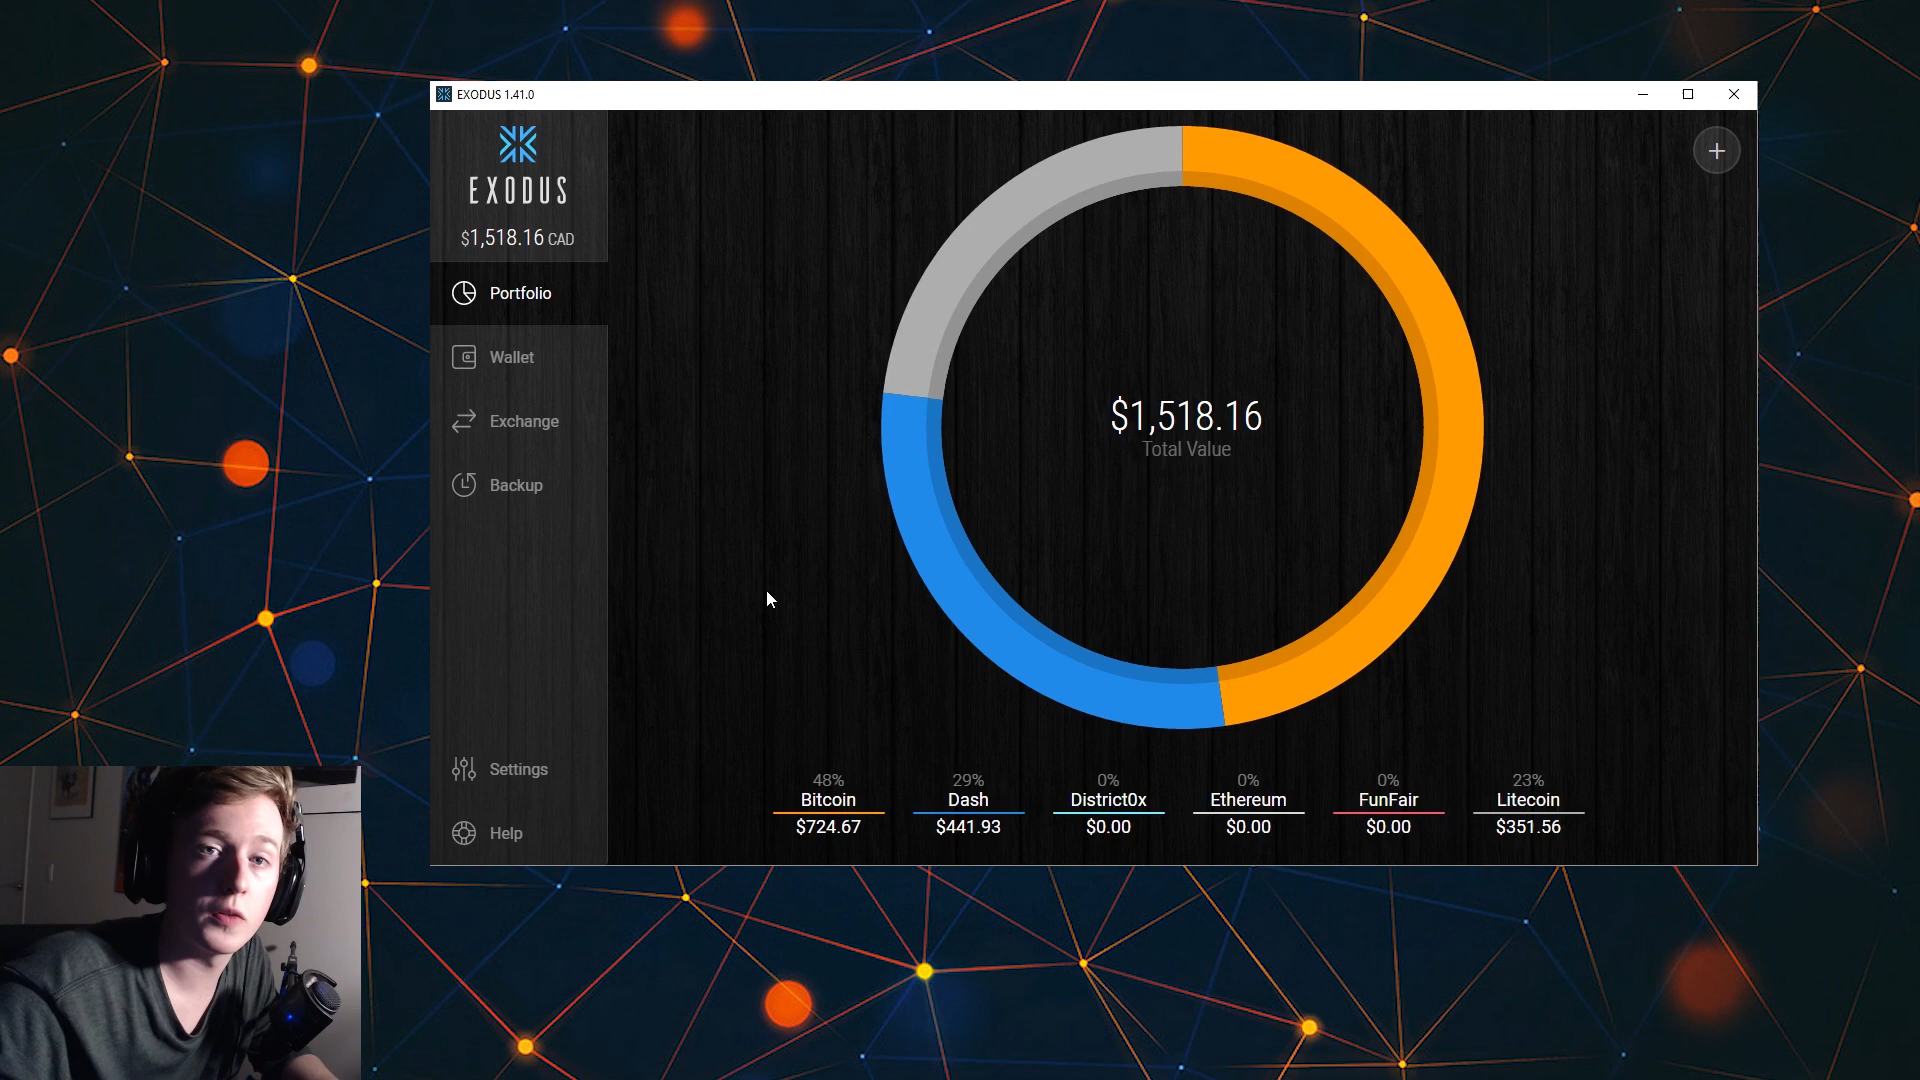 EXODUS 1.41.0
EXODUS
$1,518.16 CAD
Portfolio
Wallet
Exchange
Backup
Settings
Help
$1,518.16
Total Value
48% 29% 0% 0% 0% 23%
Bitcoin Dash District0x Ethereum FunFair Litecoin
$724.67 $441.93 $0.00 $0.00 $0.00 $351.56